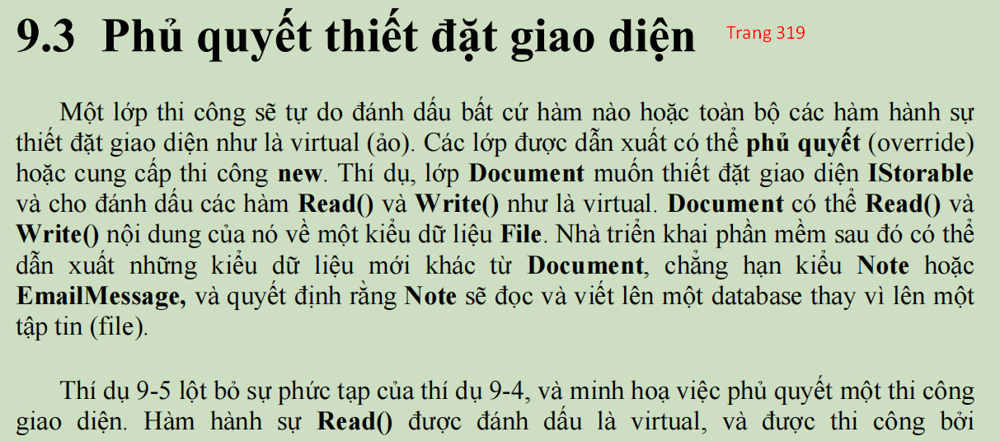 9.3 Phủ quyết thiết đặt giao diện Trang 319
Một lớp thi công sẽ tự do đánh dấu bất cứ hàm nào hoặc toàn bộ các hàm hành sự
thiết đặt giao diện như là virtual (ảo). Các lớp được dẫn xuất có thể phủ quyết (override)
hoặc cung cấp thi công new. Thí dụ, lớp Document muốn thiết đặt giao diện IStorable
và cho đánh dấu các hàm Read() và Write() như là virtual. Document có thể Read() và
Write() nội dung của nó về một kiểu dữ liệu File. Nhà triển khai phần mềm sau đó có thể
dẫn xuất những kiểu dữ liệu mới khác từ Document, chẳng hạn kiểu Note hoặc
EmailMessage, và quyết định rằng Note sẽ đọc và viết lên một database thay vì lên một
tập tin (file).
Thí dụ 9-5 lột bỏ sự phức tạp của thí dụ 9-4, và minh hoạ việc phủ quyết một thi công
giao diện. Hàm hành sự Read() được đánh dấu là virtual, và được thi công bởi